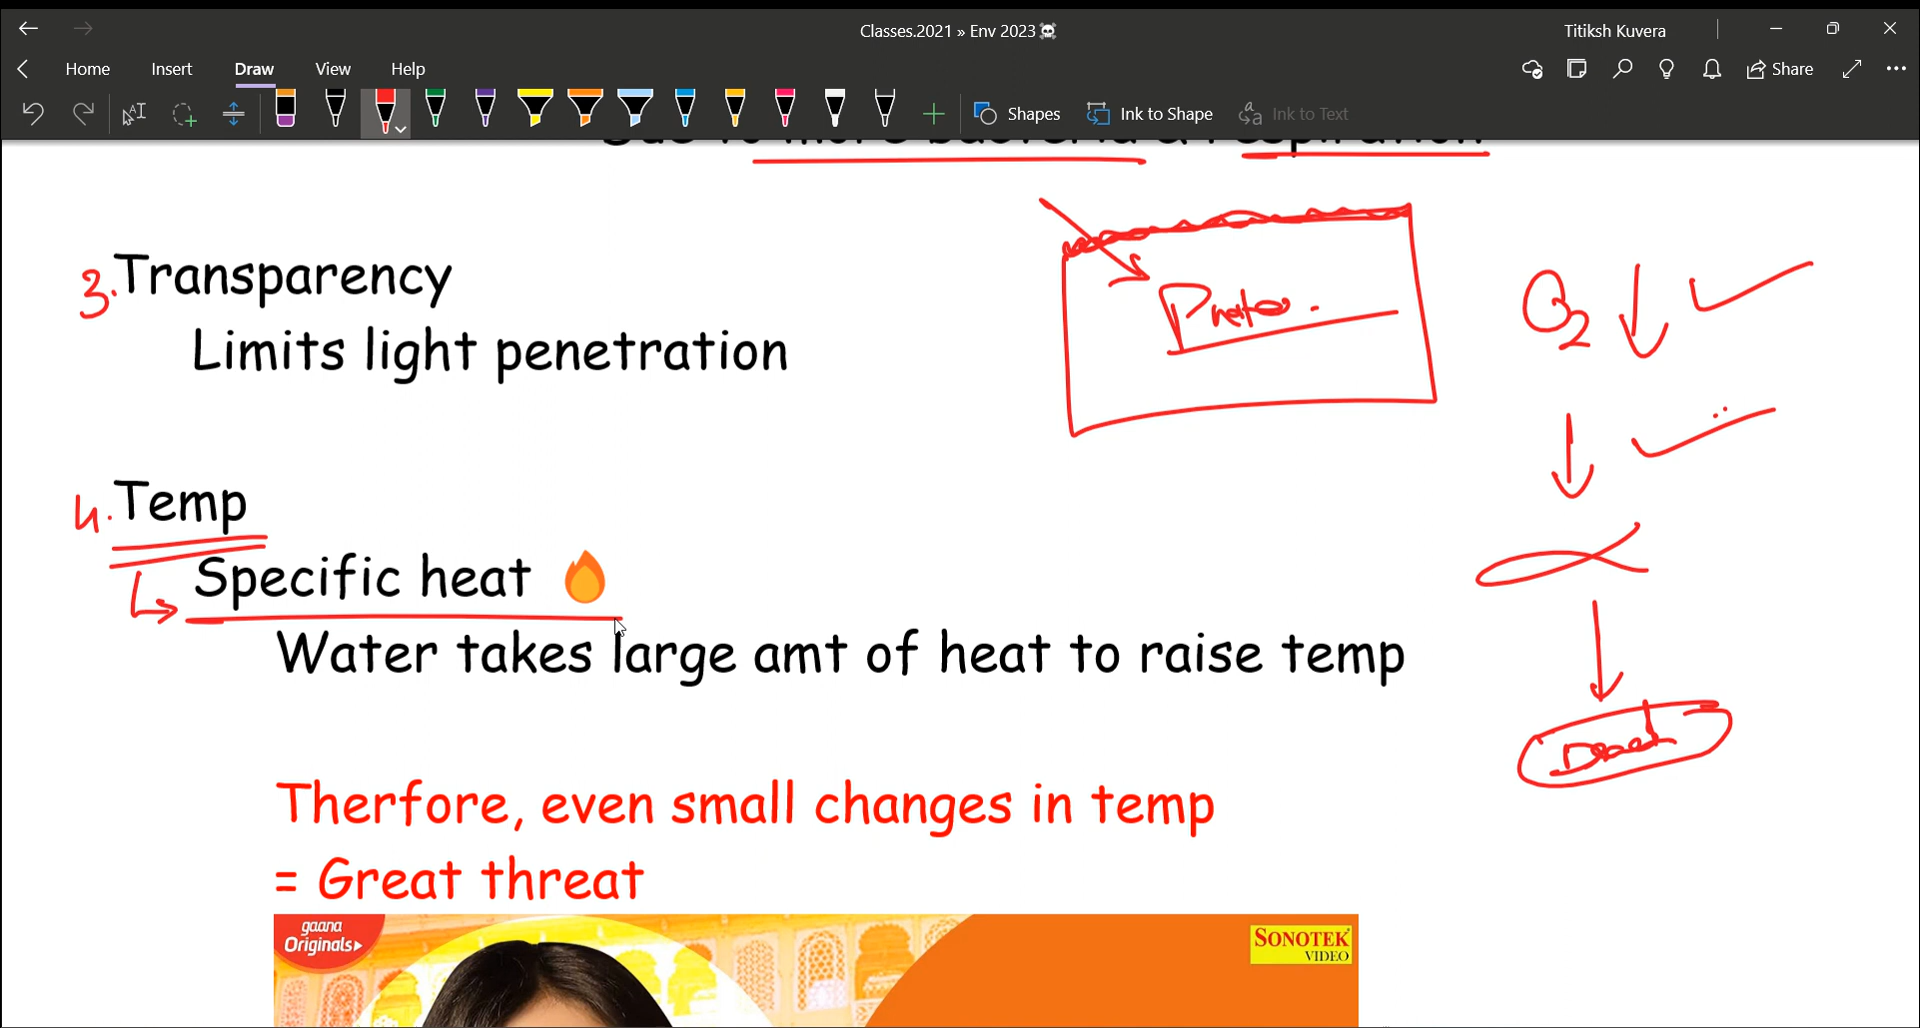 Classes.2021 » Env 2023☠
Titiksh Kuvera
Home Insert Draw View Help
Share
Shapes
Ink to Shape
Ink to Text
3. Transparency
Limits light penetration
O2
4. Temp
Specific heat 🔥
Water takes large amt of heat to raise temp
Dead
Therfore, even small changes in temp
= Great threat
gaana
Originals
SONOTEK
VIDEO